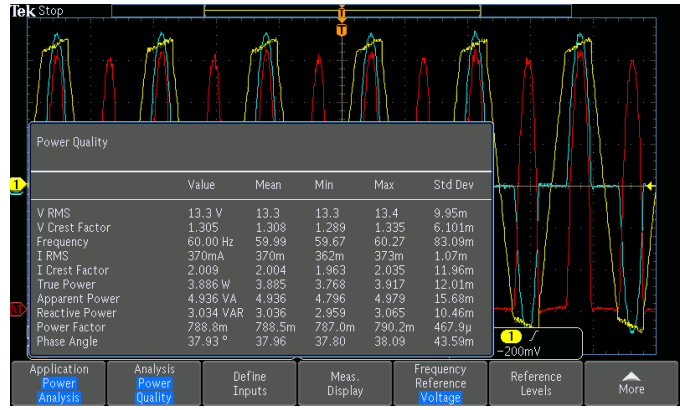 Tek Stop
T
T
Power Quality
Value Mean Min Max Std Dev
V RMS 13.3 V 13.3 13.3 13.4 9.95m
V Crest Factor 1.305 1.308 1.289 1.335 6.101m
Frequency 60.00 Hz 59.99 59.67 60.27 83.09m
I RMS 370mA 370m 362m 373m 1.07m
I Crest Factor 2.009 2.004 1.963 2.035 11.96m
True Power 3.886 W 3.885 3.768 3.917 12.01m
Apparent Power 4.936 VA 4.936 4.796 4.979 15.68m
Reactive Power 3.034 VAR 3.036 2.959 3.065 10.46m
Power Factor 788.8m 788.5m 787.0m 790.2m 467.9µ
Phase Angle 37.93 ° 37.96 37.80 38.09 43.59m
1
M
1
-200mV
Application
Power
Analysis
Analysis
Power
Quality
Define
Inputs
Meas.
Display
Frequency
Reference
Voltage
Reference
Levels
More